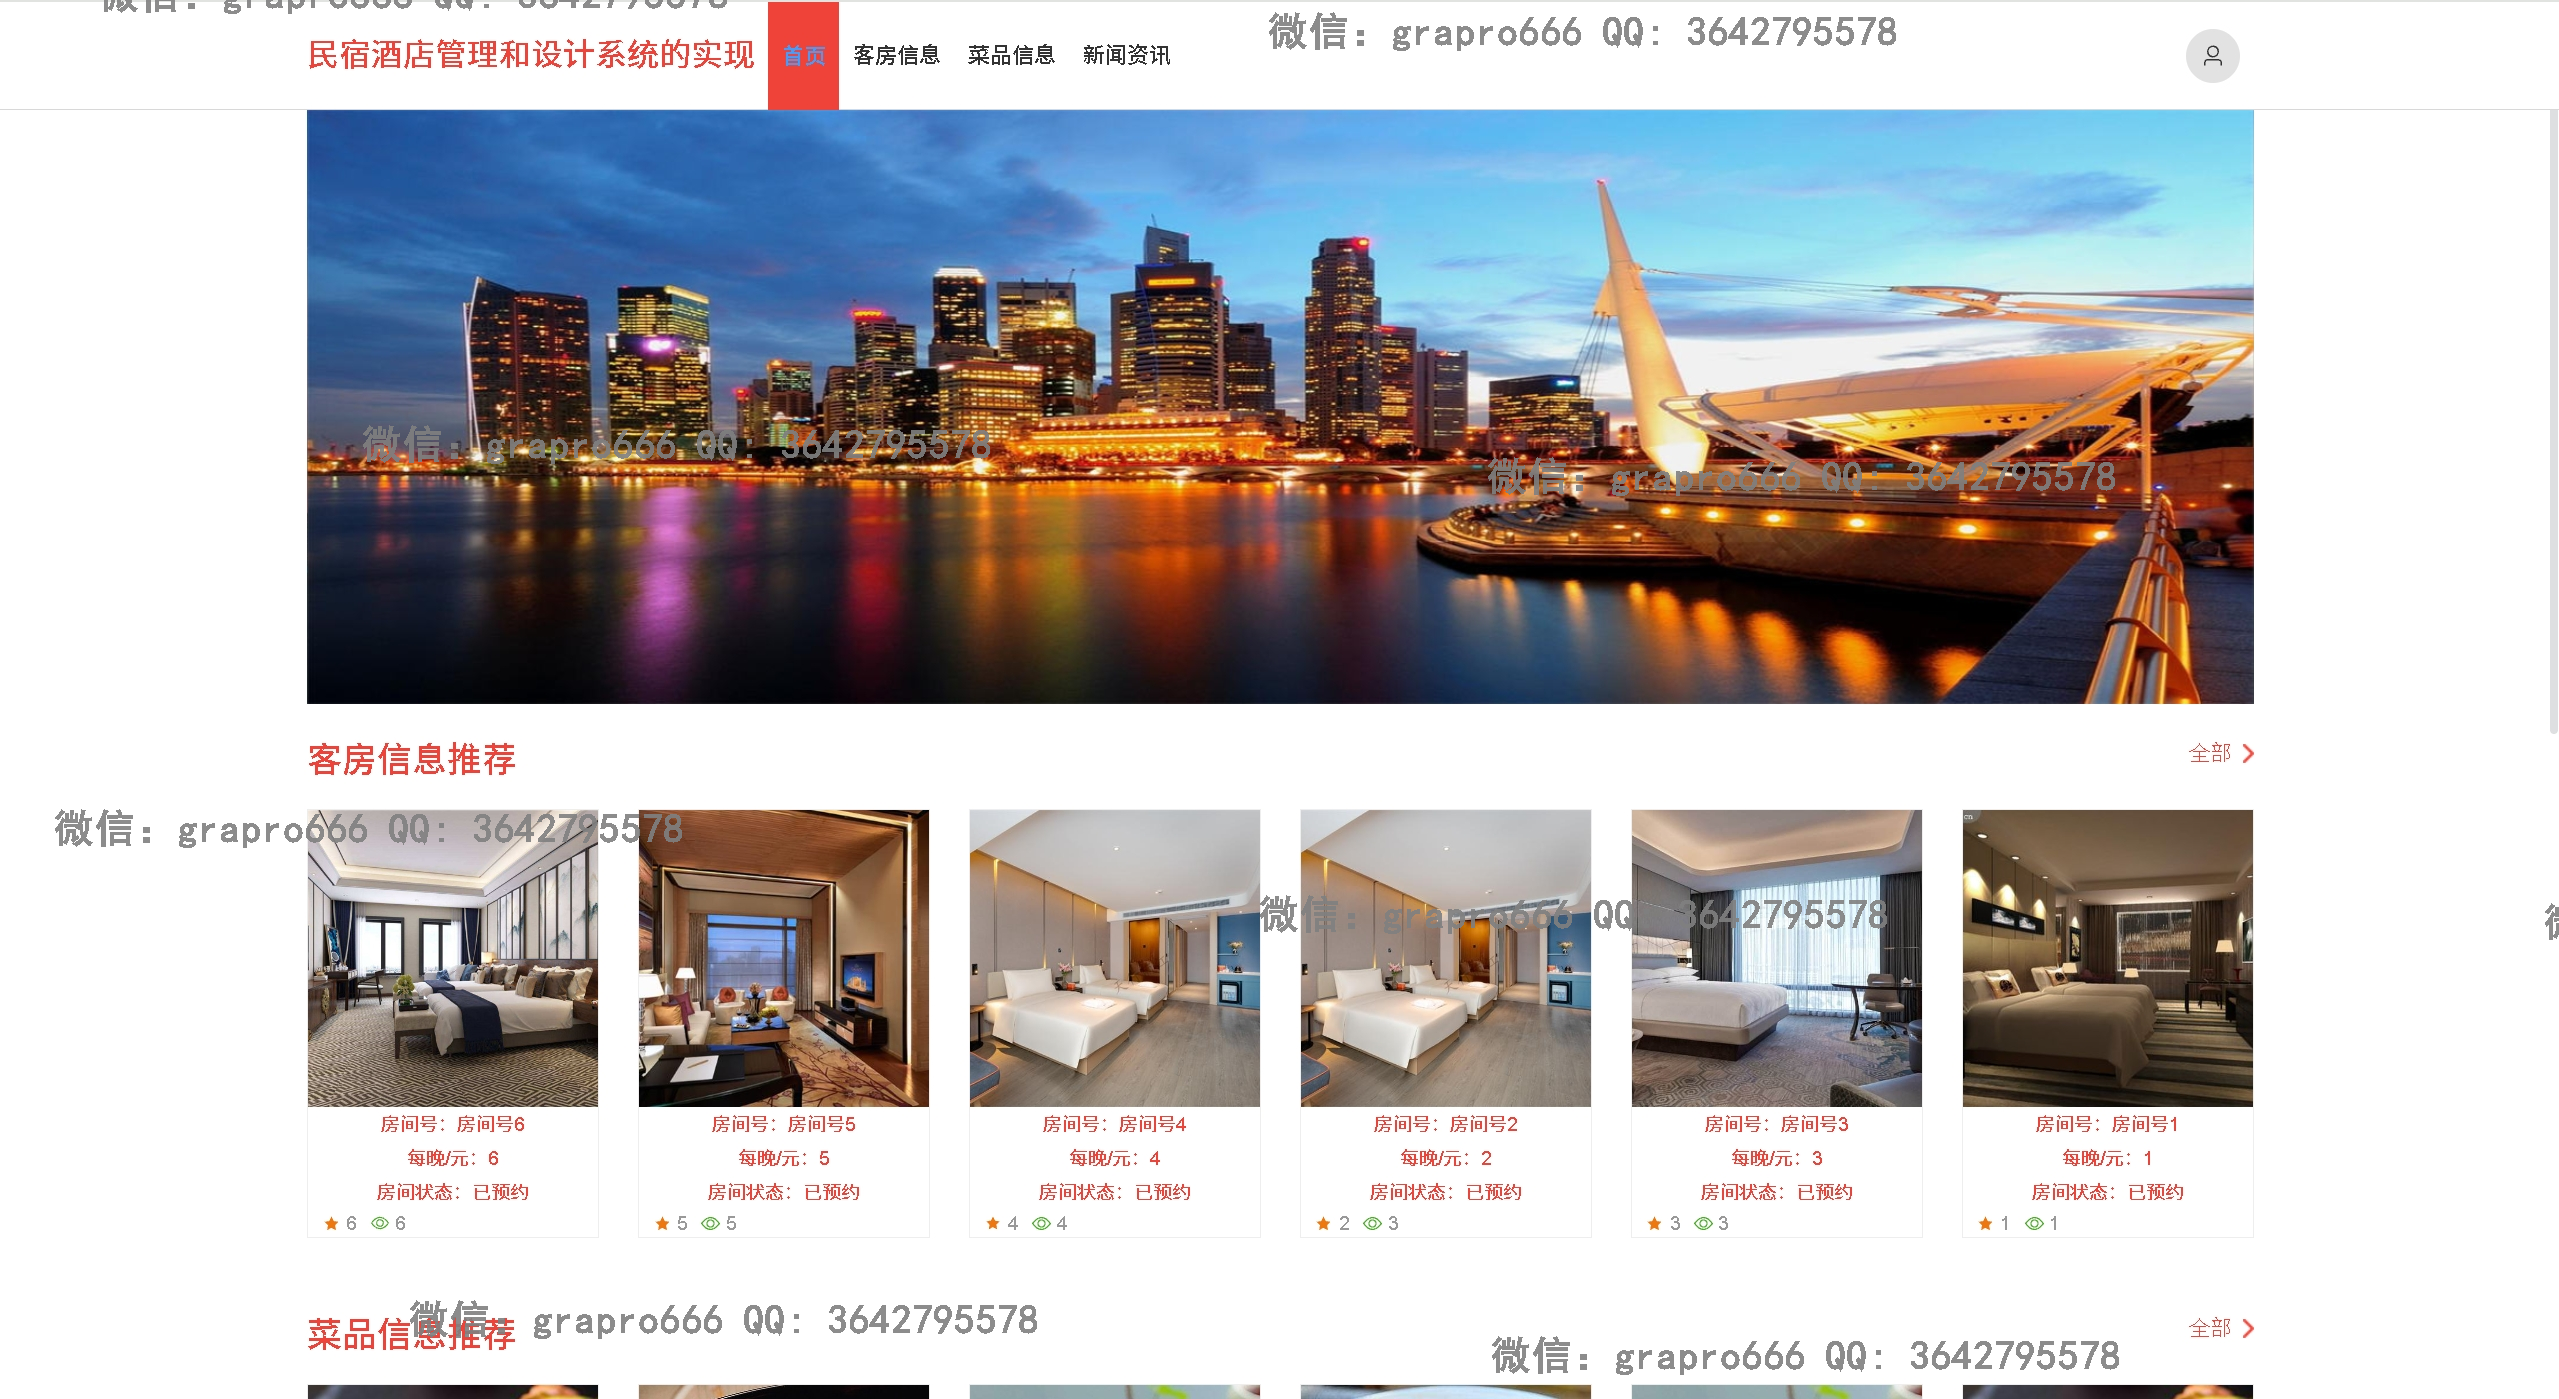 微信: grapro666 QQ: 3642795578
微信: grapro666 QQ: 3642795578
民宿酒店管理和设计系统的实现 首页 客房信息 菜品信息 新闻资讯
微信: grapro666 QQ: 3642795578
微信: grapro666 QQ: 3642795578
客房信息推荐 全部
微信: grapro666 QQ: 3642795578
cn
微信: grapro666 QQ: 3642795578
微
房间号：房间号6 房间号：房间号5 房间号：房间号4 房间号：房间号2 房间号：房间号3 房间号：房间号1
每晚/元：6 每晚/元：5 每晚/元：4 每晚/元：2 每晚/元：3 每晚/元：1
房间状态：已预约 房间状态：已预约 房间状态：已预约 房间状态：已预约 房间状态：已预约 房间状态：已预约
6 6 5 5 4 4 2 3 3 3 1 1
微信: grapro666 QQ: 3642795578
菜品信息推荐 全部
微信: grapro666 QQ: 3642795578